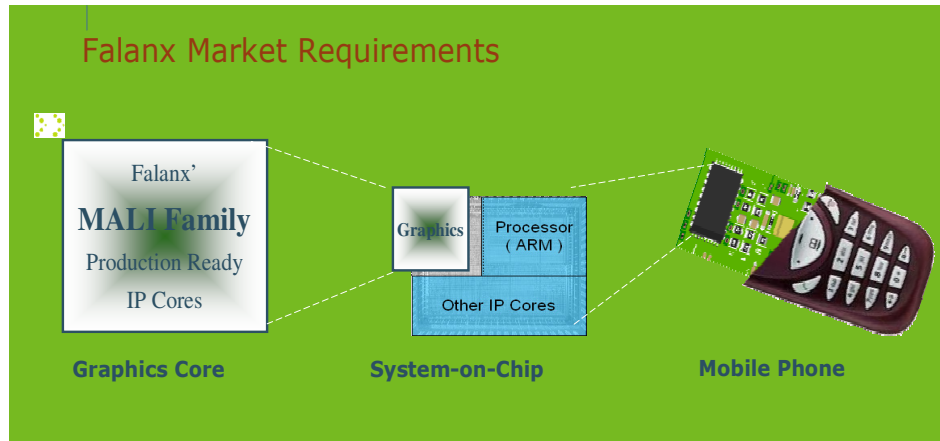 Falanx Market Requirements
Falanx’
MALI Family
Production Ready
IP Cores
Graphics
Processor
( ARM )
Other IP Cores
Graphics Core
System-on-Chip
Mobile Phone